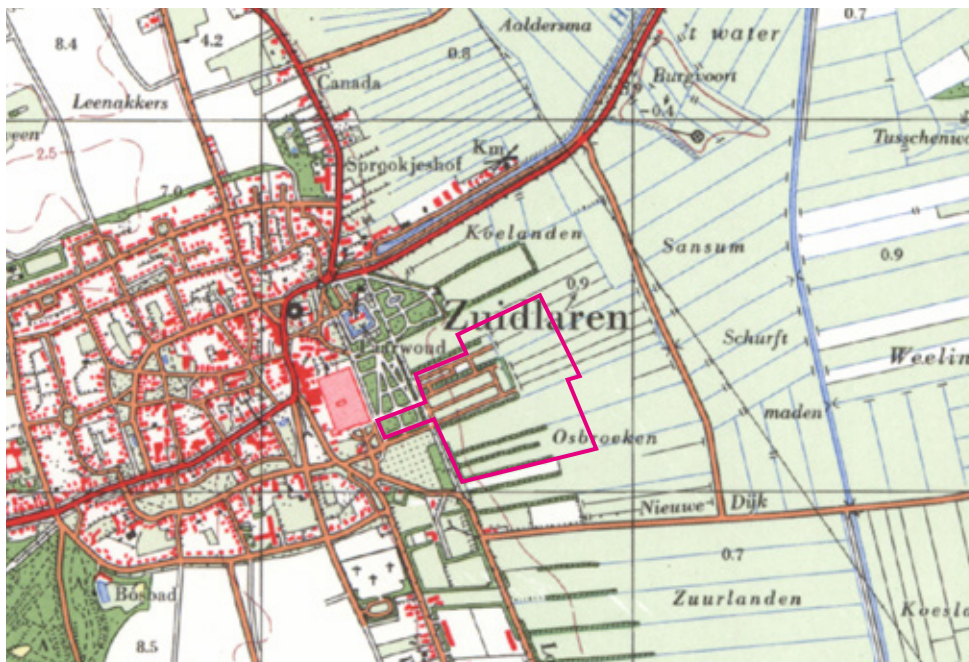 8.4
4.2
0.8
Aaldersma
0.7
't water
Leenakkers
Canada
Burgvoort
-0.4
2.5
Sprookjeshof
Km
Tusschenw
7.0
Koelanden
Sansum
0.9
0.9
Zuidlaren
Schurft
Weelin
Laarwoud
maden
Osbroeken
Nieuwe Dijk
0.7
Bosbad
Zuurlanden
Koesla
8.5